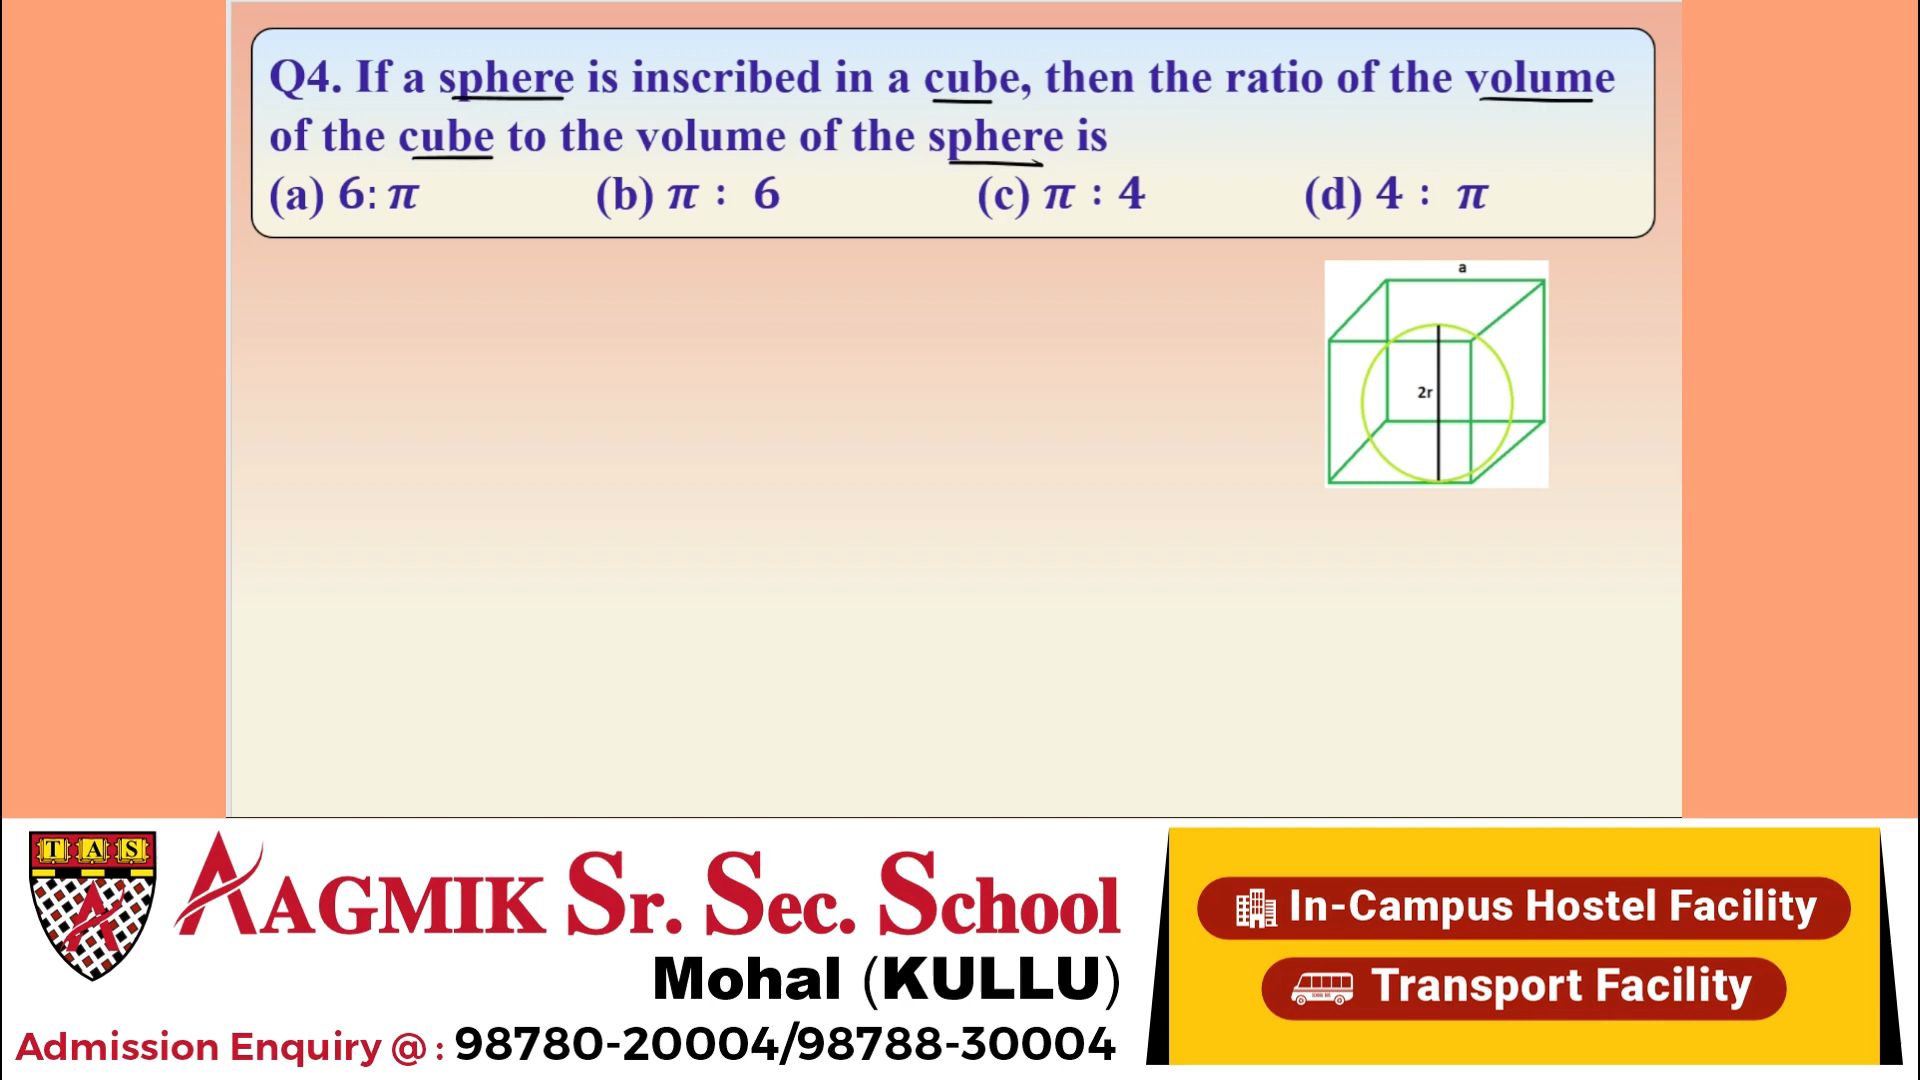 Q4. If a sphere is inscribed in a cube, then the ratio of the volume
of the cube to the volume of the sphere is
(a) 6: π (b) π : 6 (c) π : 4 (d) 4 : π
a
2r
T A S
AAGMIK Sr. Sec. School
Mohal (KULLU)
Admission Enquiry @ : 98780-20004/98788-30004
In-Campus Hostel Facility
Transport Facility